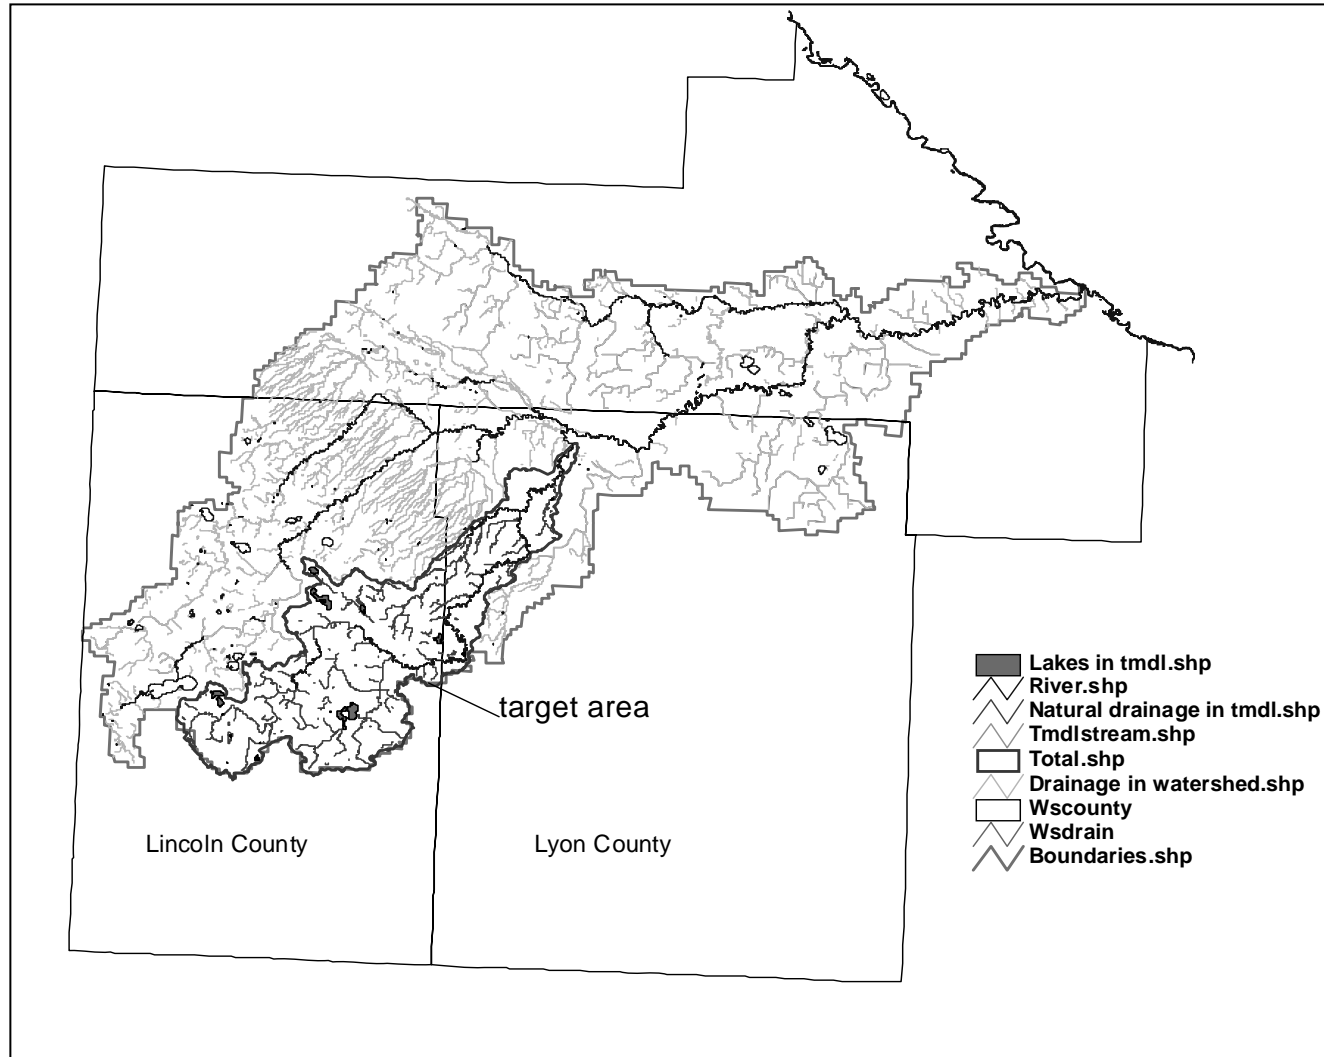 target area
Lakes in tmdl.shp
River.shp
Natural drainage in tmdl.shp
Tmdlstream.shp
Total.shp
Drainage in watershed.shp
Wscounty
Wsdrain
Boundaries.shp
Lincoln County
Lyon County